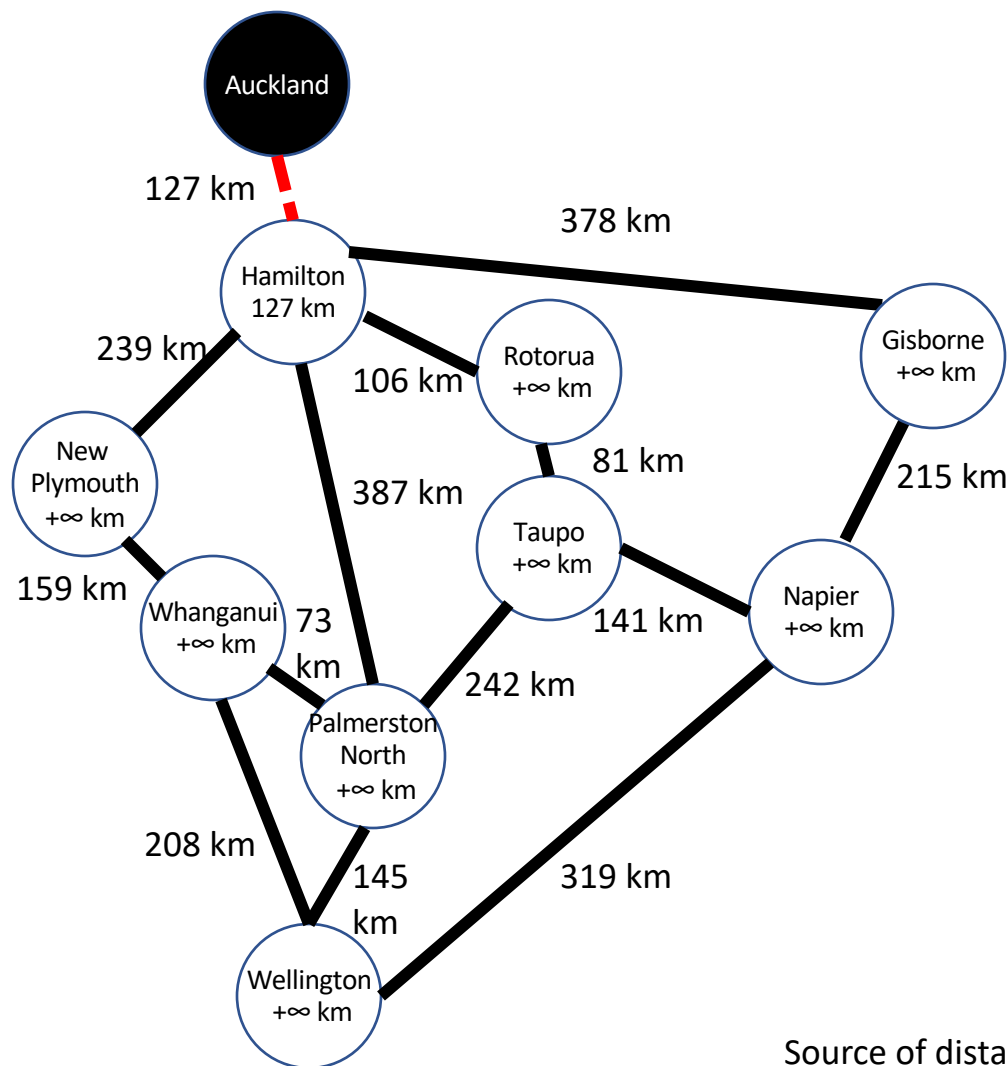 Auckland
127 km
378 km
Hamilton
127 km
Gisborne
+∞ km
239 km
Rotorua
+∞ km
106 km
New
Plymouth
+∞ km
387 km
81 km
215 km
Taupo
+∞ km
159 km
Whanganui
+∞ km
73
km
141 km
Napier
+∞ km
242 km
Palmerston
North
+∞ km
208 km
145
km
319 km
Wellington
+∞ km
Source of dista